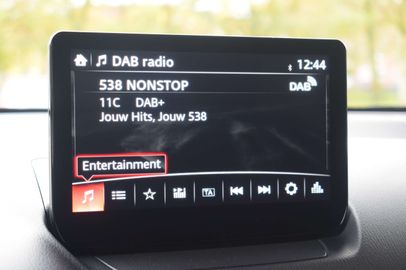 DAB radio 12:44
538 NONSTOP DAB
11C DAB+
Jouw Hits, Jouw 538
Entertainment
TA